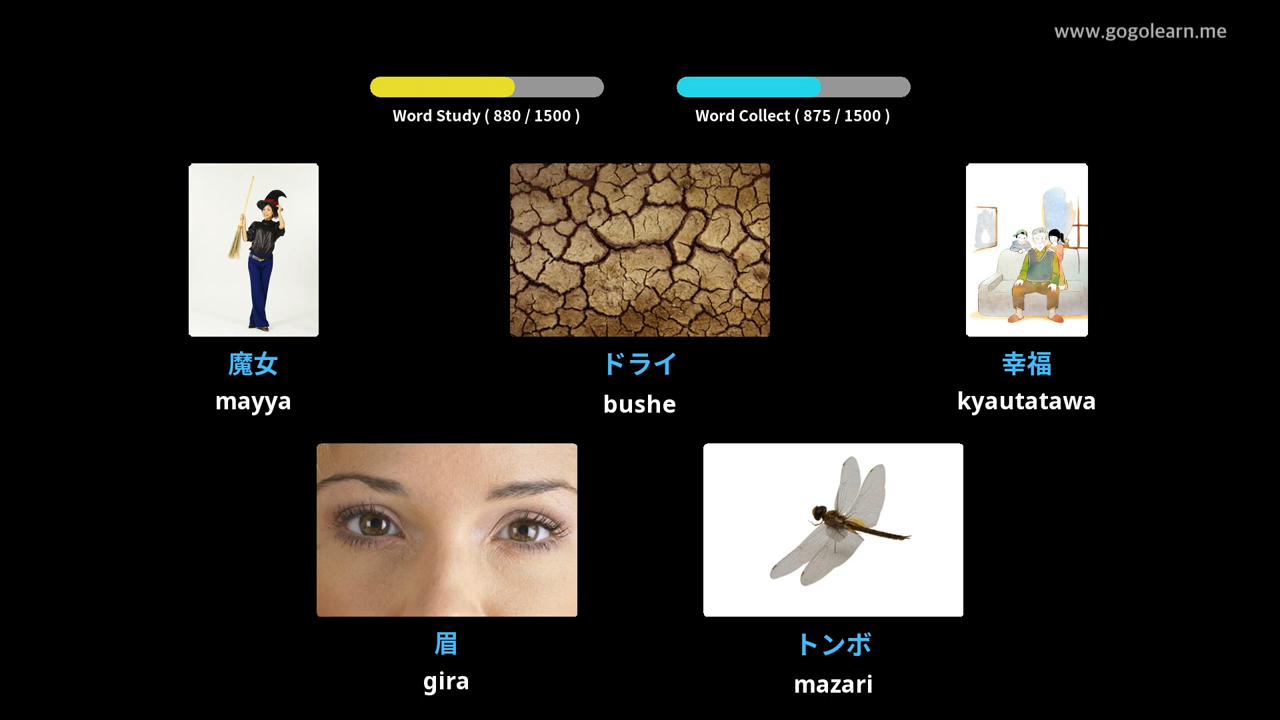 www.gogolearn.me
Word Study ( 880 / 1500 )
Word Collect ( 875 / 1500 )
魔女
mayya
ドライ
bushe
幸福
kyautatawa
眉
gira
トンボ
mazari